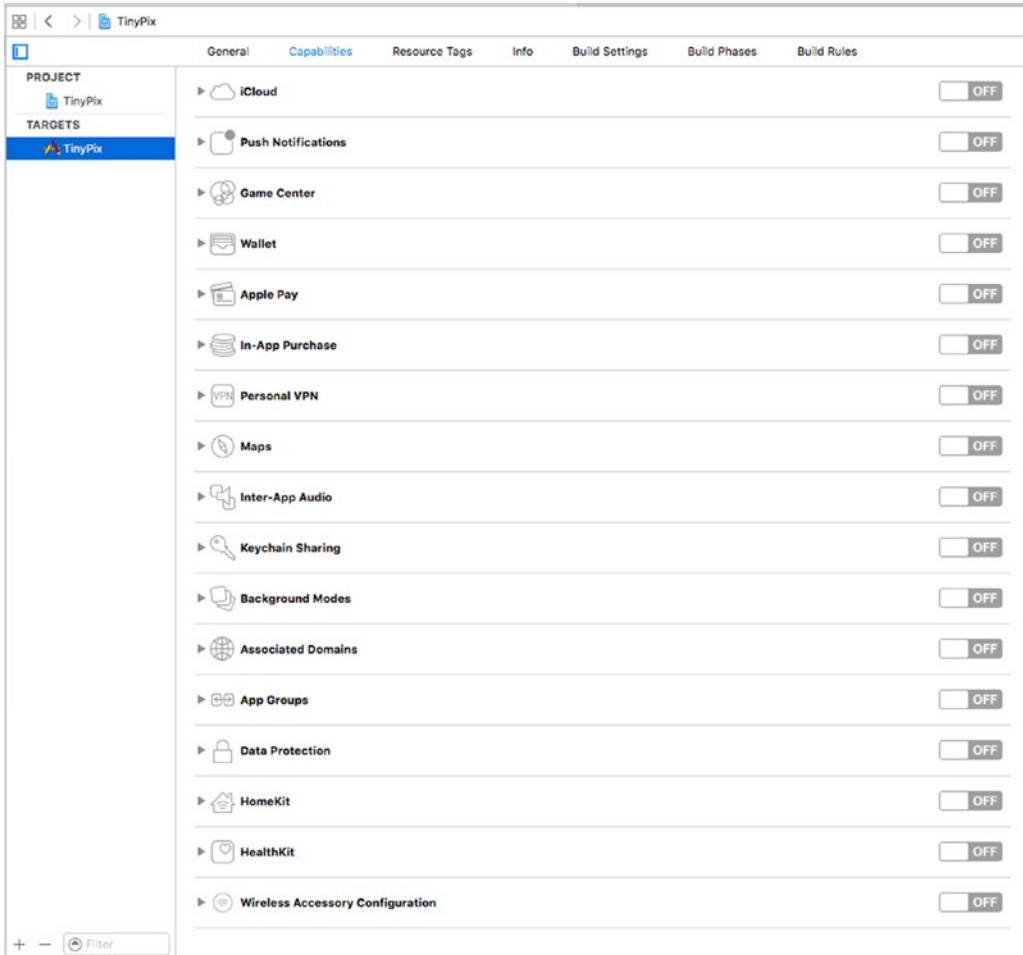 TinyPix
General Capabilities Resource Tags Info Build Settings Build Phases Build Rules
PROJECT
TinyPix
TARGETS
TinyPix
iCloud OFF
Push Notifications OFF
Game Center OFF
Wallet OFF
Apple Pay OFF
In-App Purchase OFF
VPN Personal VPN OFF
Maps OFF
Inter-App Audio OFF
Keychain Sharing OFF
Background Modes OFF
Associated Domains OFF
App Groups OFF
Data Protection OFF
HomeKit OFF
HealthKit OFF
Wireless Accessory Configuration OFF
Filter